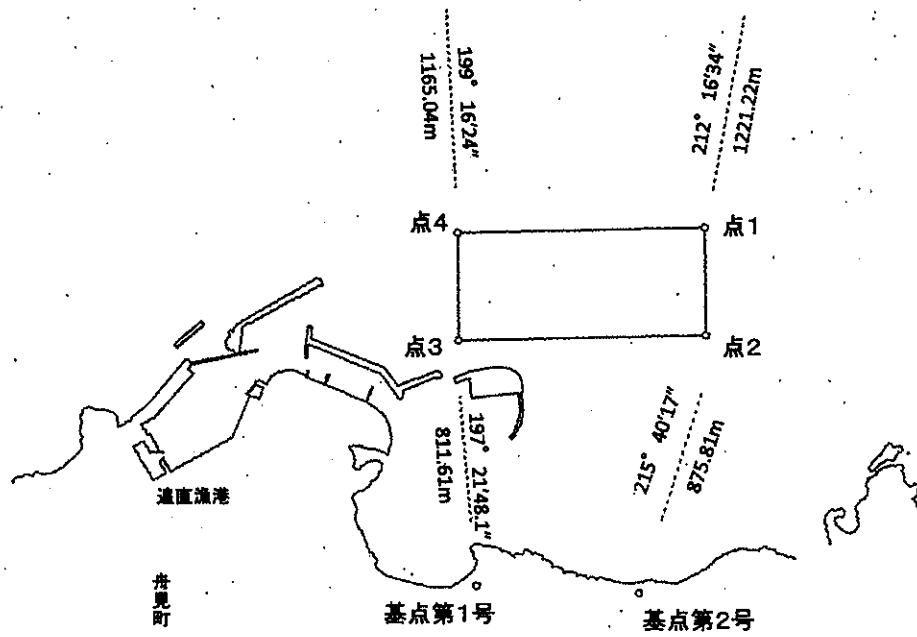 199° 16′24″
1165.04m
212° 16′34″
1221.22m
点4
点1
点3
点2
197° 21′48.1″
811.61m
215° 40′17″
875.81m
追直漁港
舟見町
基点第1号
基点第2号